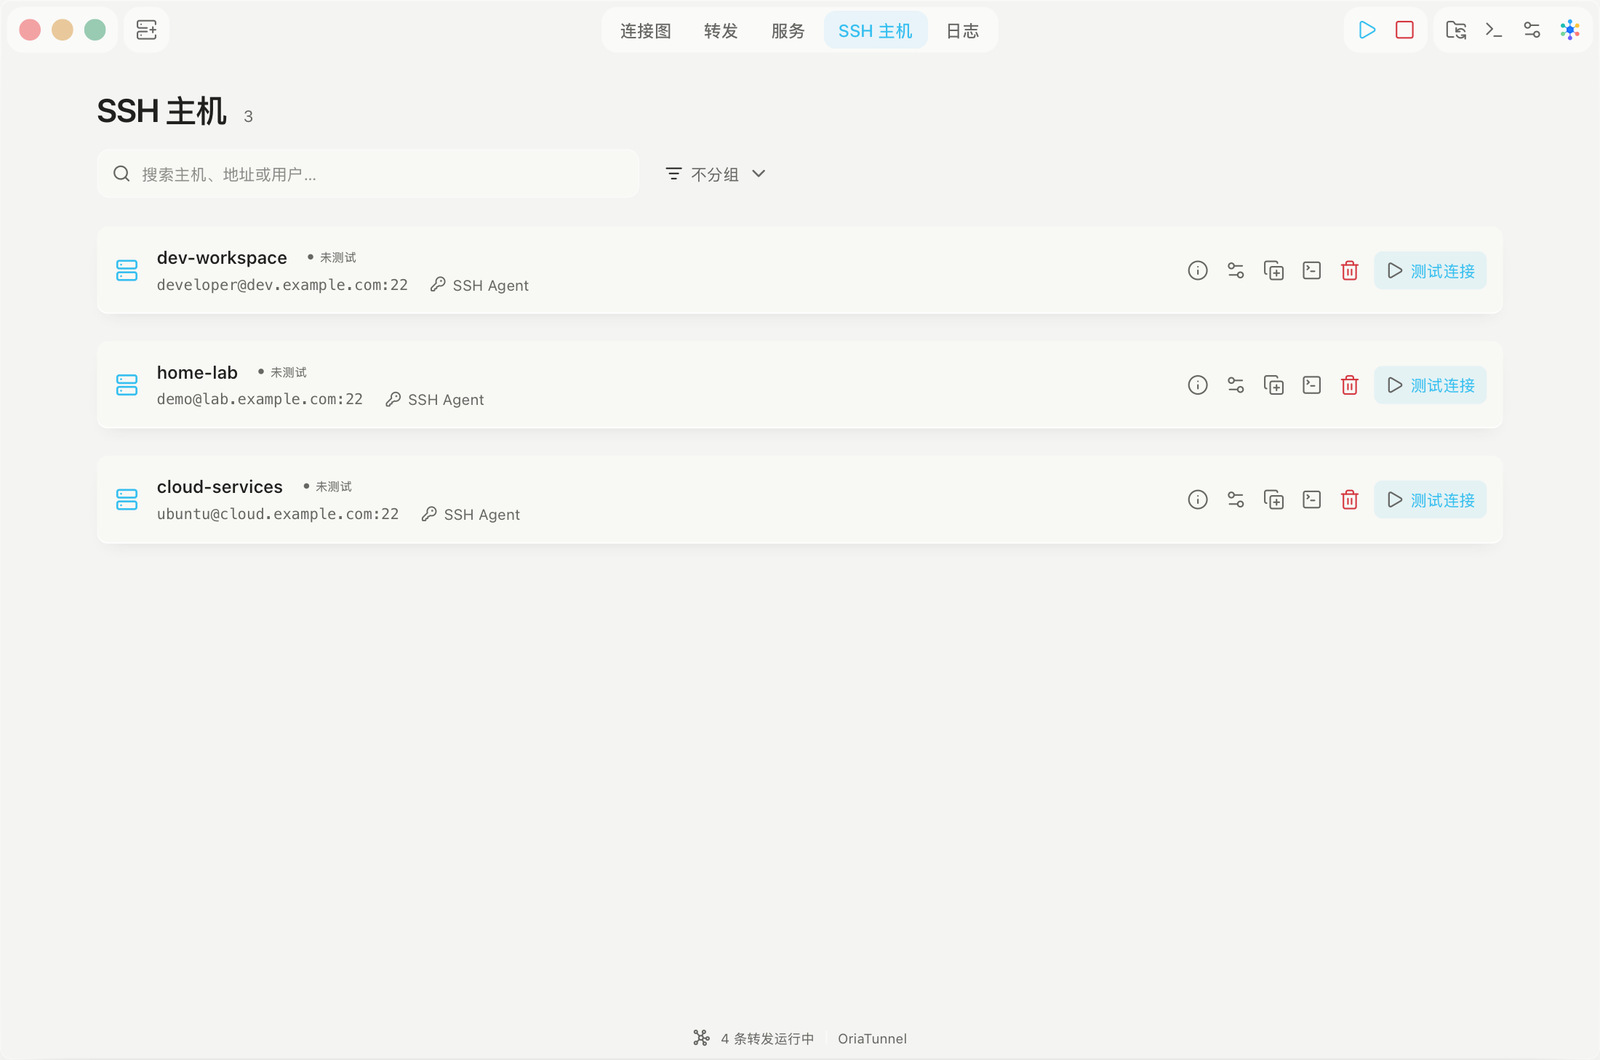 连接图 转发 服务 SSH 主机 日志
SSH 主机 3
搜索主机、地址或用户...
不分组
dev-workspace • 未测试
developer@dev.example.com:22 SSH Agent
测试连接
home-lab • 未测试
demo@lab.example.com:22 SSH Agent
测试连接
cloud-services • 未测试
ubuntu@cloud.example.com:22 SSH Agent
测试连接
4 条转发运行中 OriaTunnel